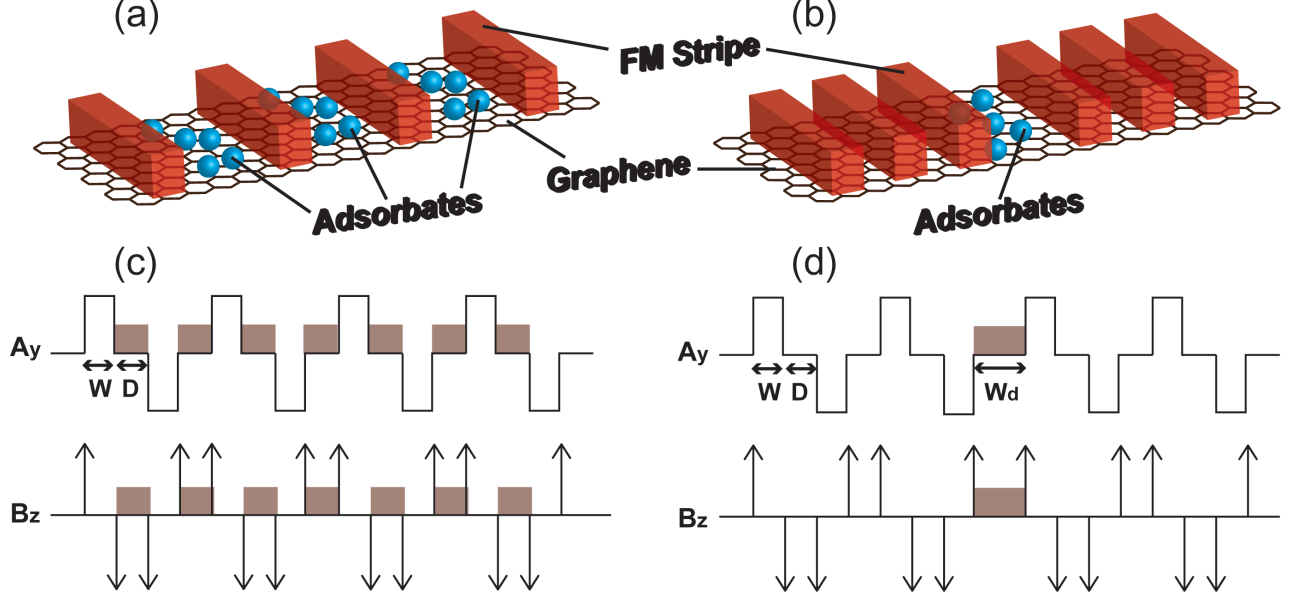 (a)
(b)
FM Stripe
Graphene
Adsorbates
Adsorbates
(c)
(d)
Ay
W
D
Ay
W
D
Wd
Bz
Bz